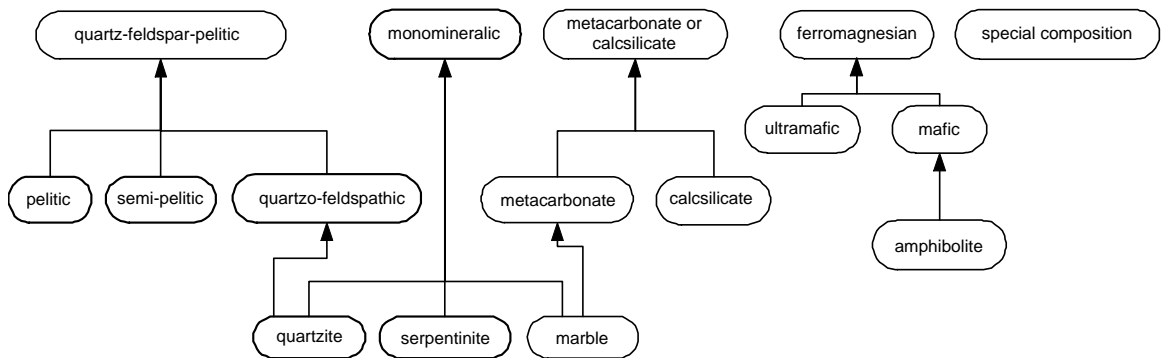 quartz-feldspar-pelitic
monomineralic
metacarbonate or
calcsilicate
ferromagnesian
special composition
ultramafic
mafic
pelitic
semi-pelitic
quartzo-feldspathic
metacarbonate
calcsilicate
amphibolite
quartzite
serpentinite
marble